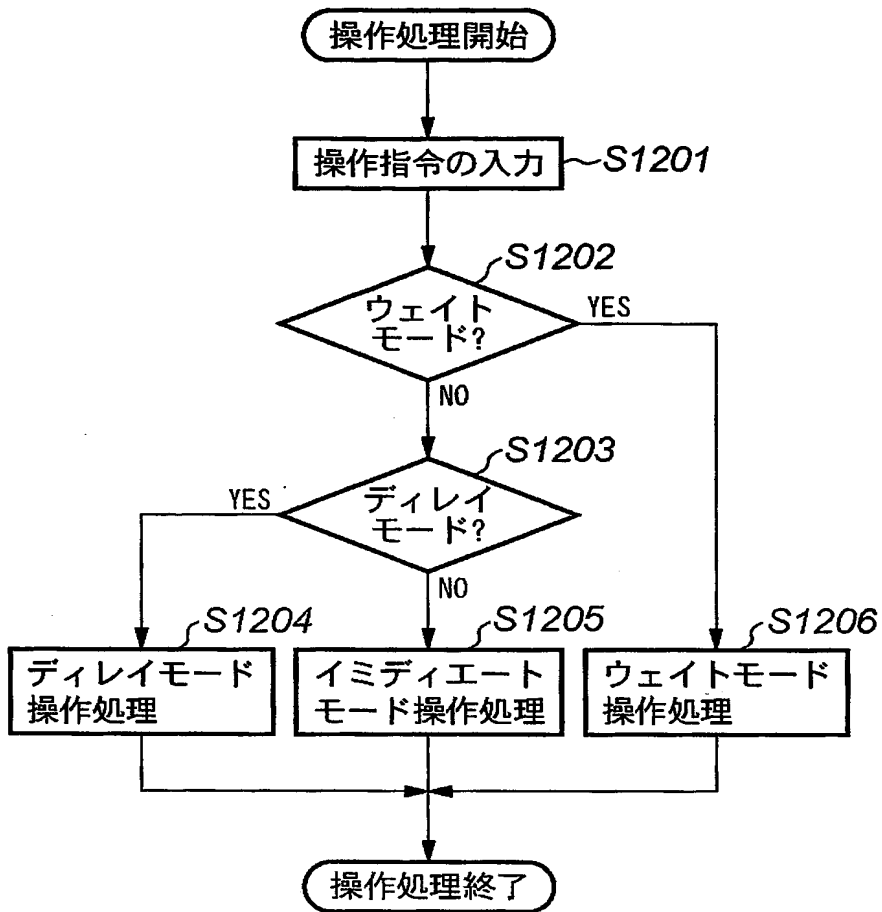 操作処理開始
操作指令の入力
S1201
S1202
ウェイト
モード?
YES
NO
S1203
YES
ディレイ
モード?
NO
S1204
S1205
S1206
ディレイモード
操作処理
イミディエート
モード操作処理
ウェイトモード
操作処理
操作処理終了